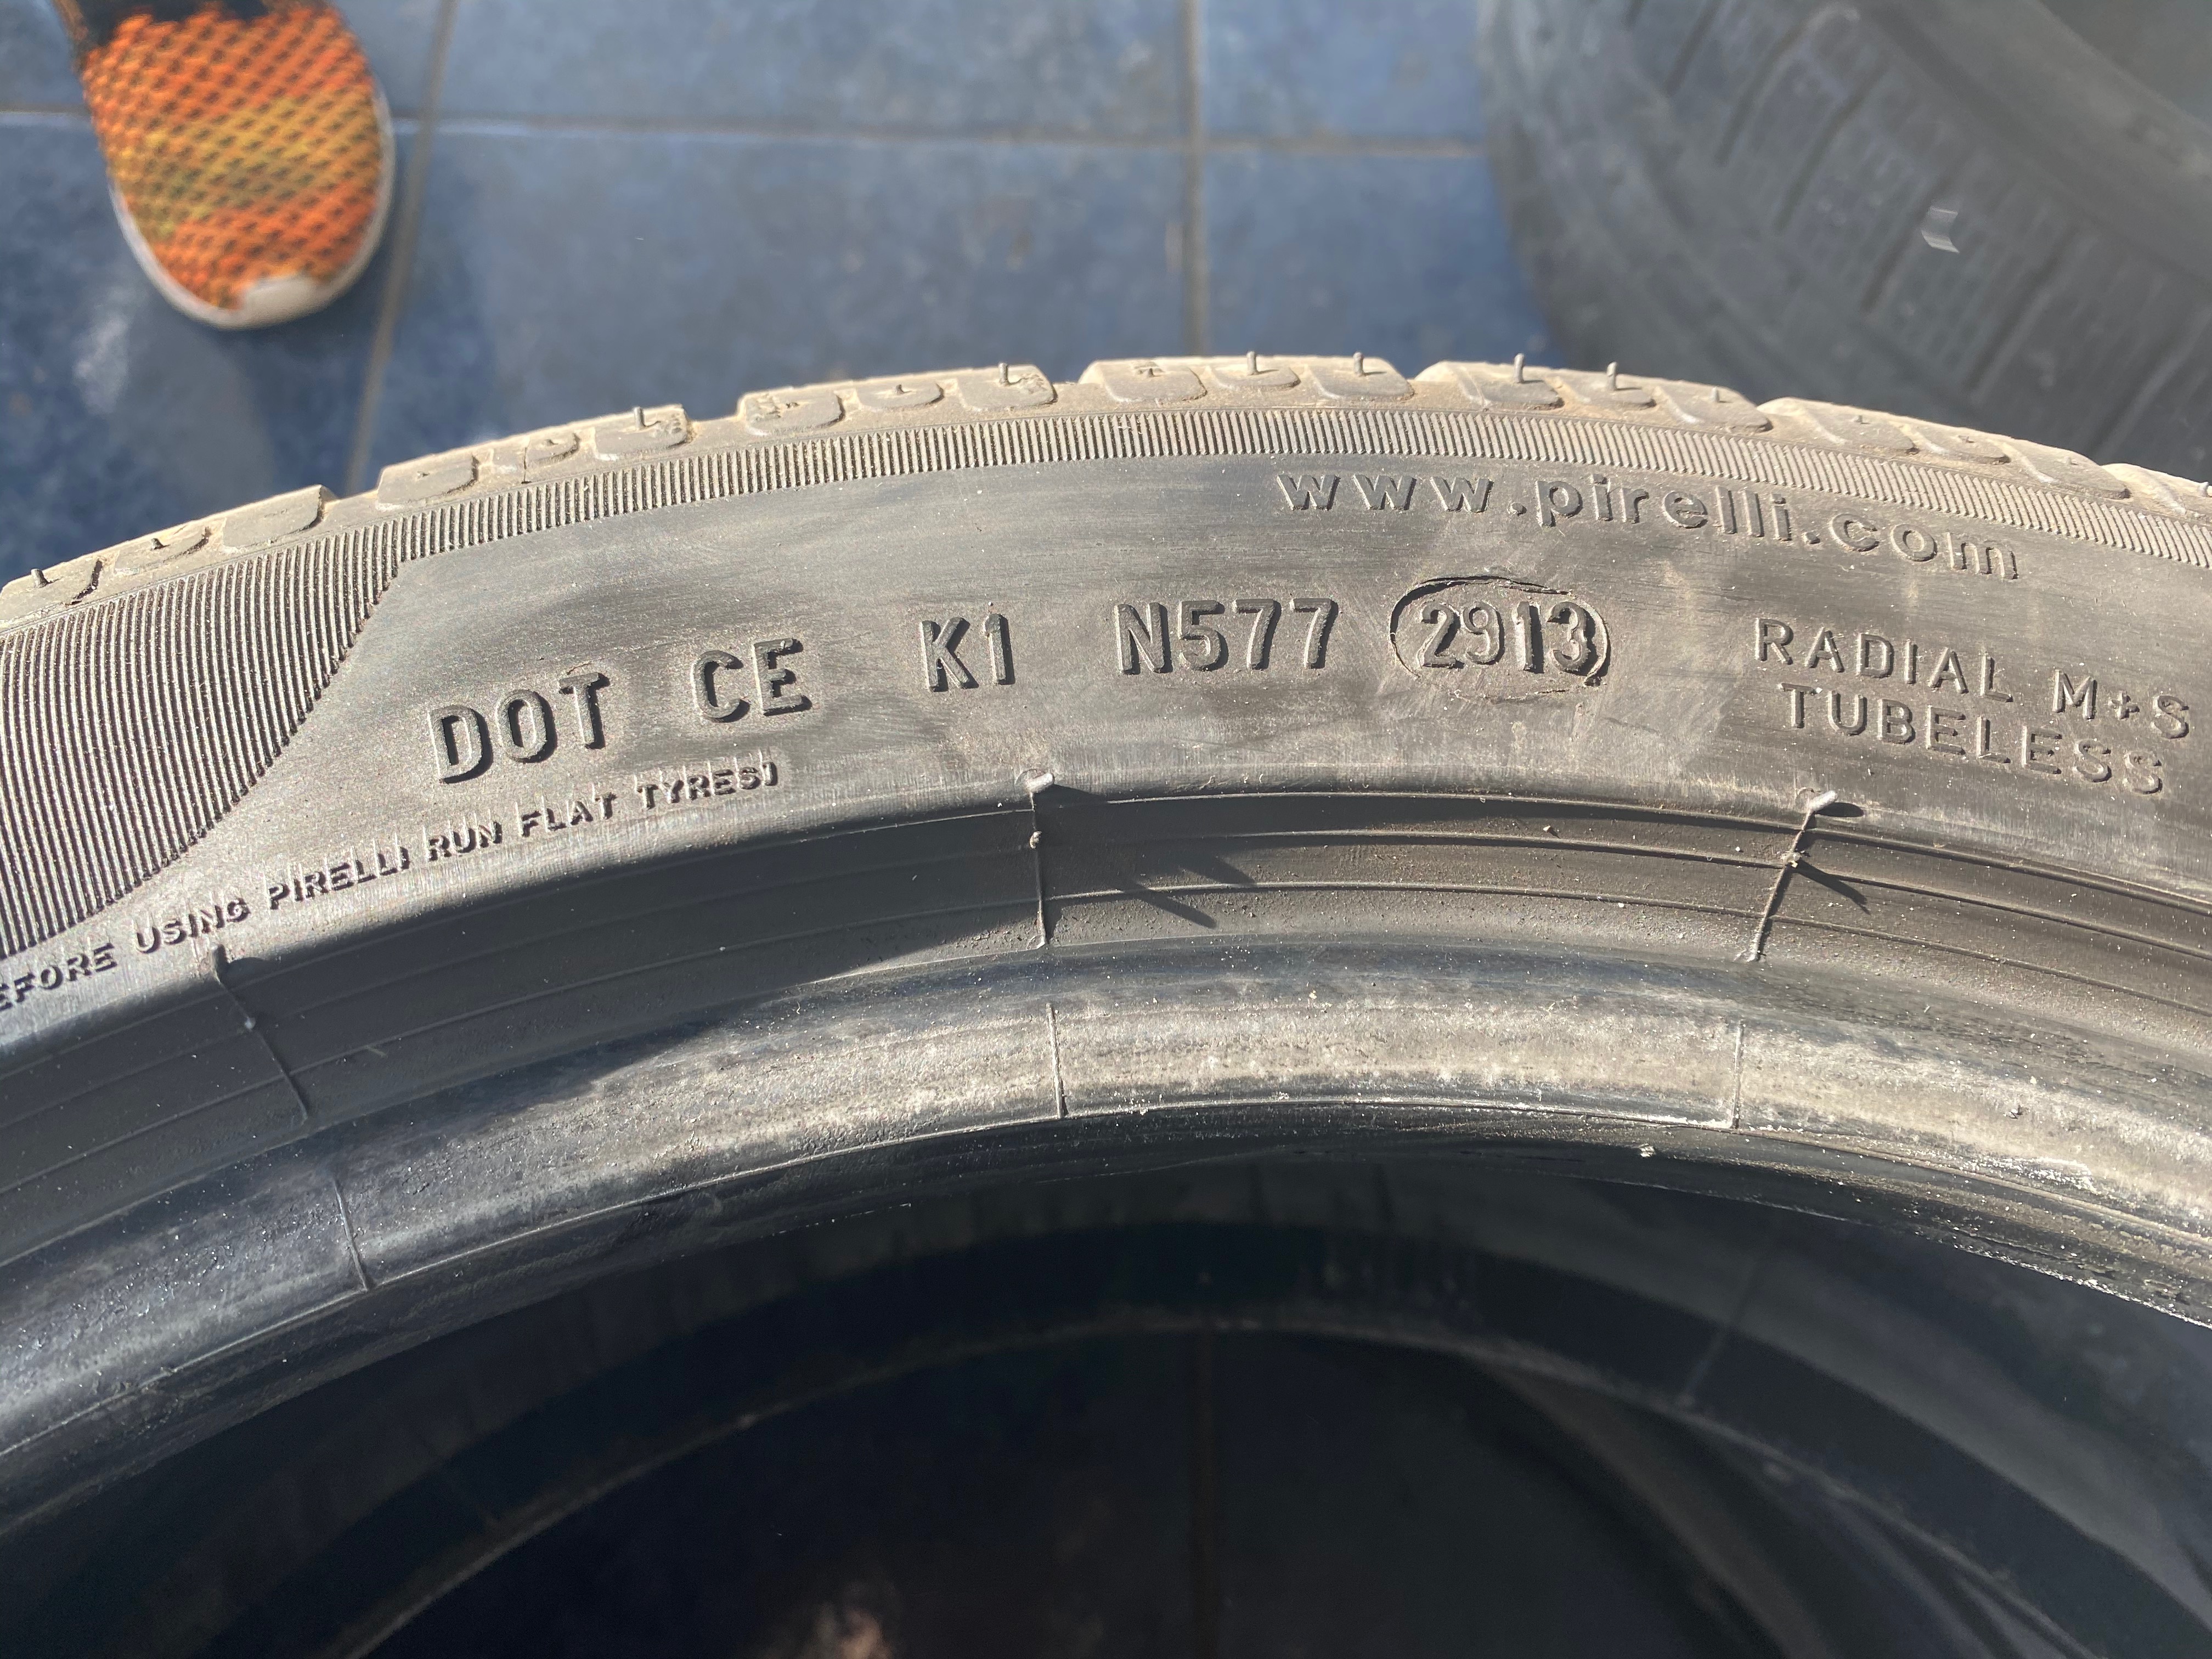 www.pirelli.com
DOT CE K1 N577 2913
RADIAL M+S
TUBELESS
EFORE USING PIRELLI RUN FLAT TYRES)